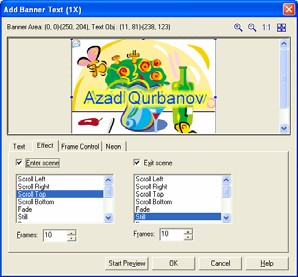 Add Banner Text (1X)
Banner Area: (0, 0)-(250, 204), Text Obj.: (11, 81)-(238, 123)
1:1
Azad Qurbanov
Text Effect Frame Control Neon
Enter scene
Exit scene
Scroll Left
Scroll Right
Scroll Top
Scroll Bottom
Fade
Still
Scroll Left
Scroll Right
Scroll Top
Scroll Bottom
Fade
Still
Frames: 10
Frames: 10
Start Preview OK Cancel Help